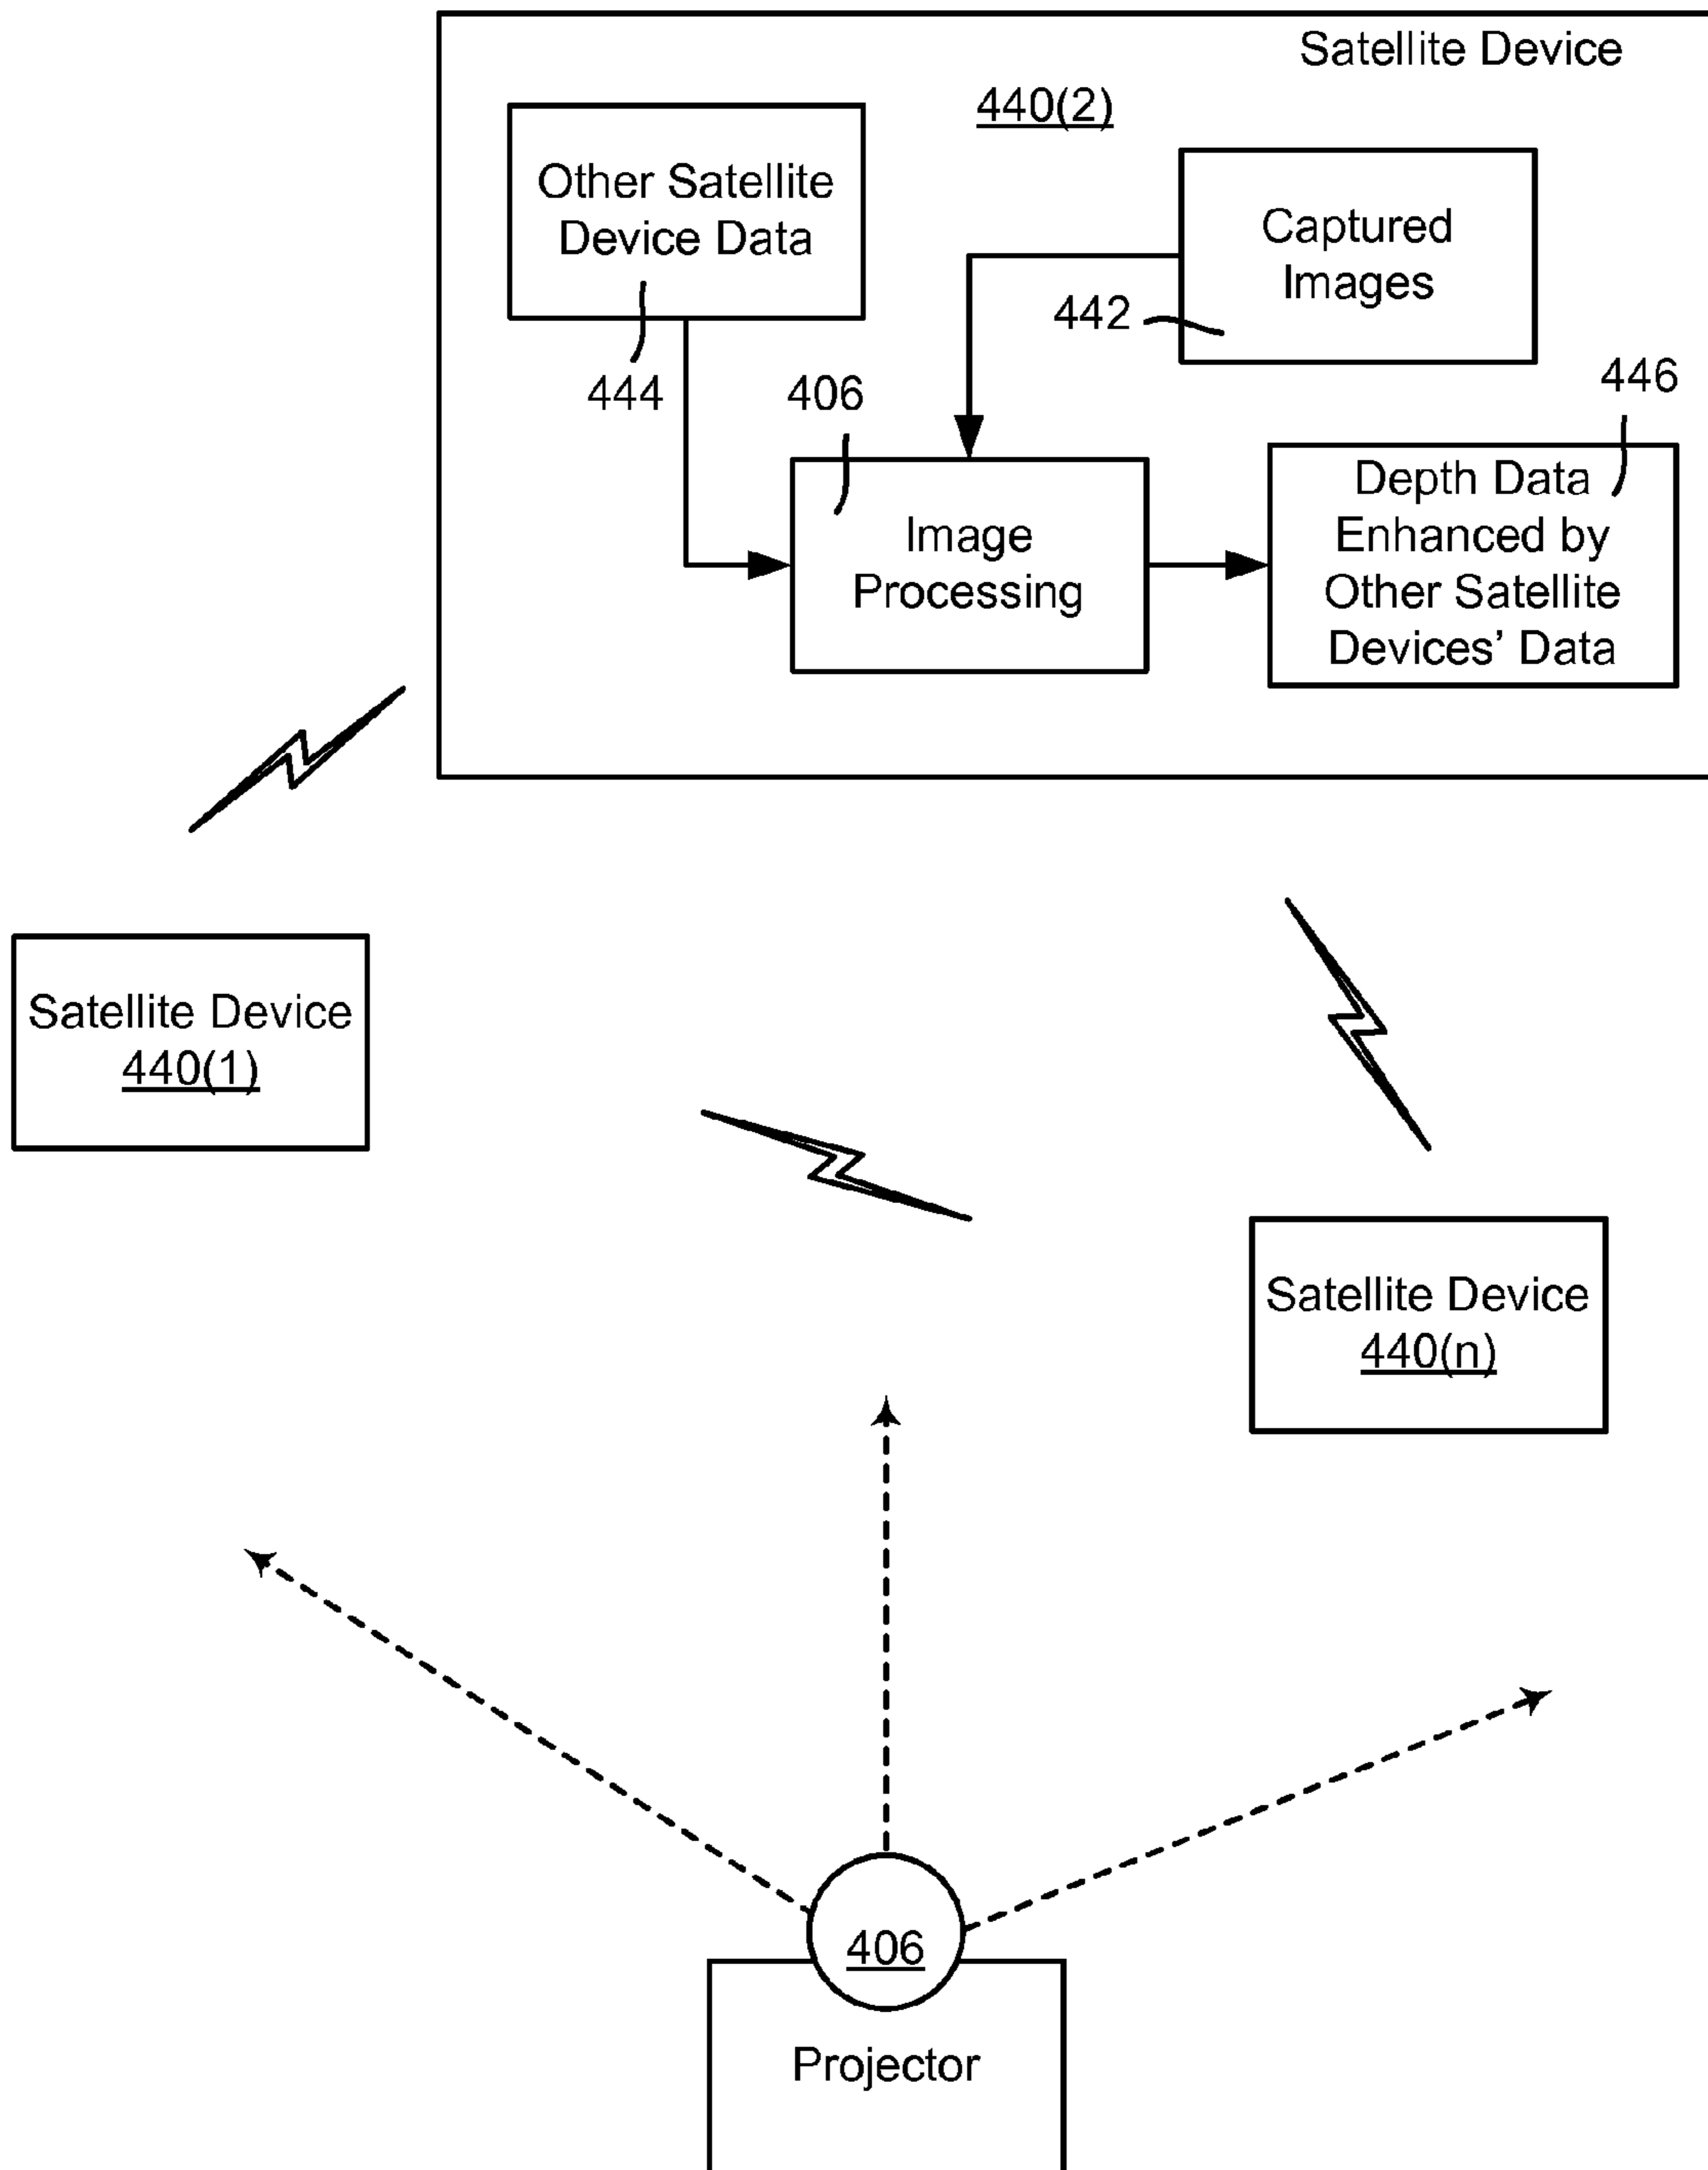 Satellite Device
440(2)
Other Satellite
Device Data
Captured
Images
442
444
406
446
Image
Processing
Depth Data
Enhanced by
Other Satellite
Devices' Data
Satellite Device
440(1)
Satellite Device
440(n)
406
Projector